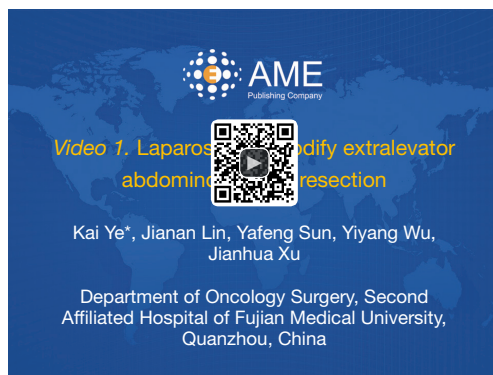 AME
Publishing Company
Video 1. Laparos odify extralevator
abdomino resection
Kai Ye*, Jianan Lin, Yafeng Sun, Yiyang Wu,
Jianhua Xu
Department of Oncology Surgery, Second
Affiliated Hospital of Fujian Medical University,
Quanzhou, China